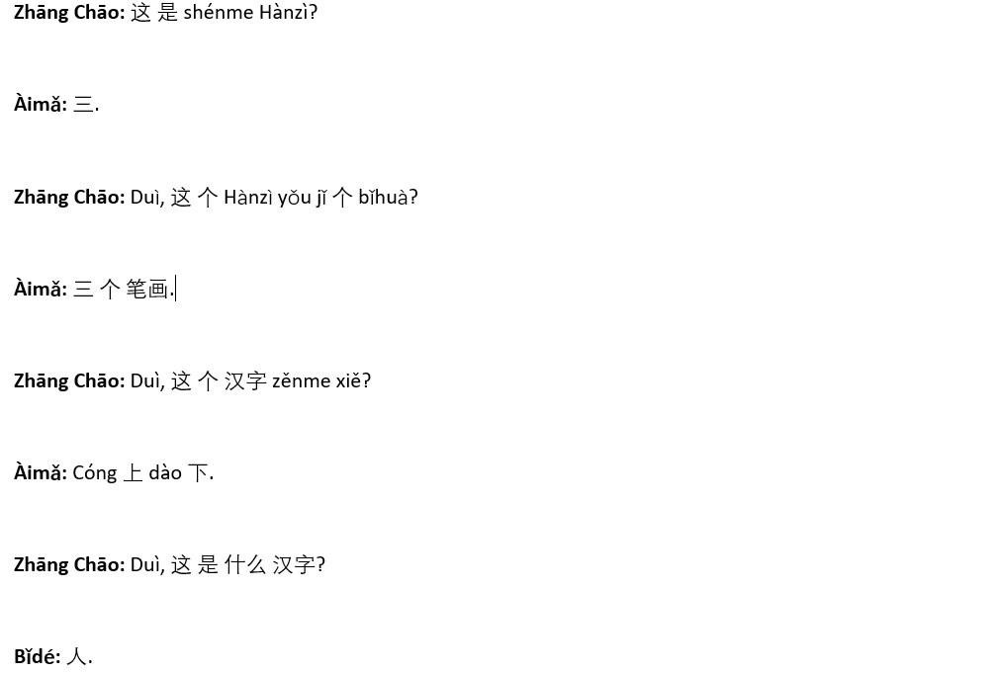 Zhāng Chāo: 这 是 shénme Hànzì?
Àimǎ: 三.
Zhāng Chāo: Duì, 这 个 Hànzì yǒu jǐ 个 bǐhuà?
Àimǎ: 三 个 笔画.
Zhāng Chāo: Duì, 这 个 汉字 zěnme xiě?
Àimǎ: Cóng 上 dào 下.
Zhāng Chāo: Duì, 这 是 什么 汉字?
Bǐdé: 人.